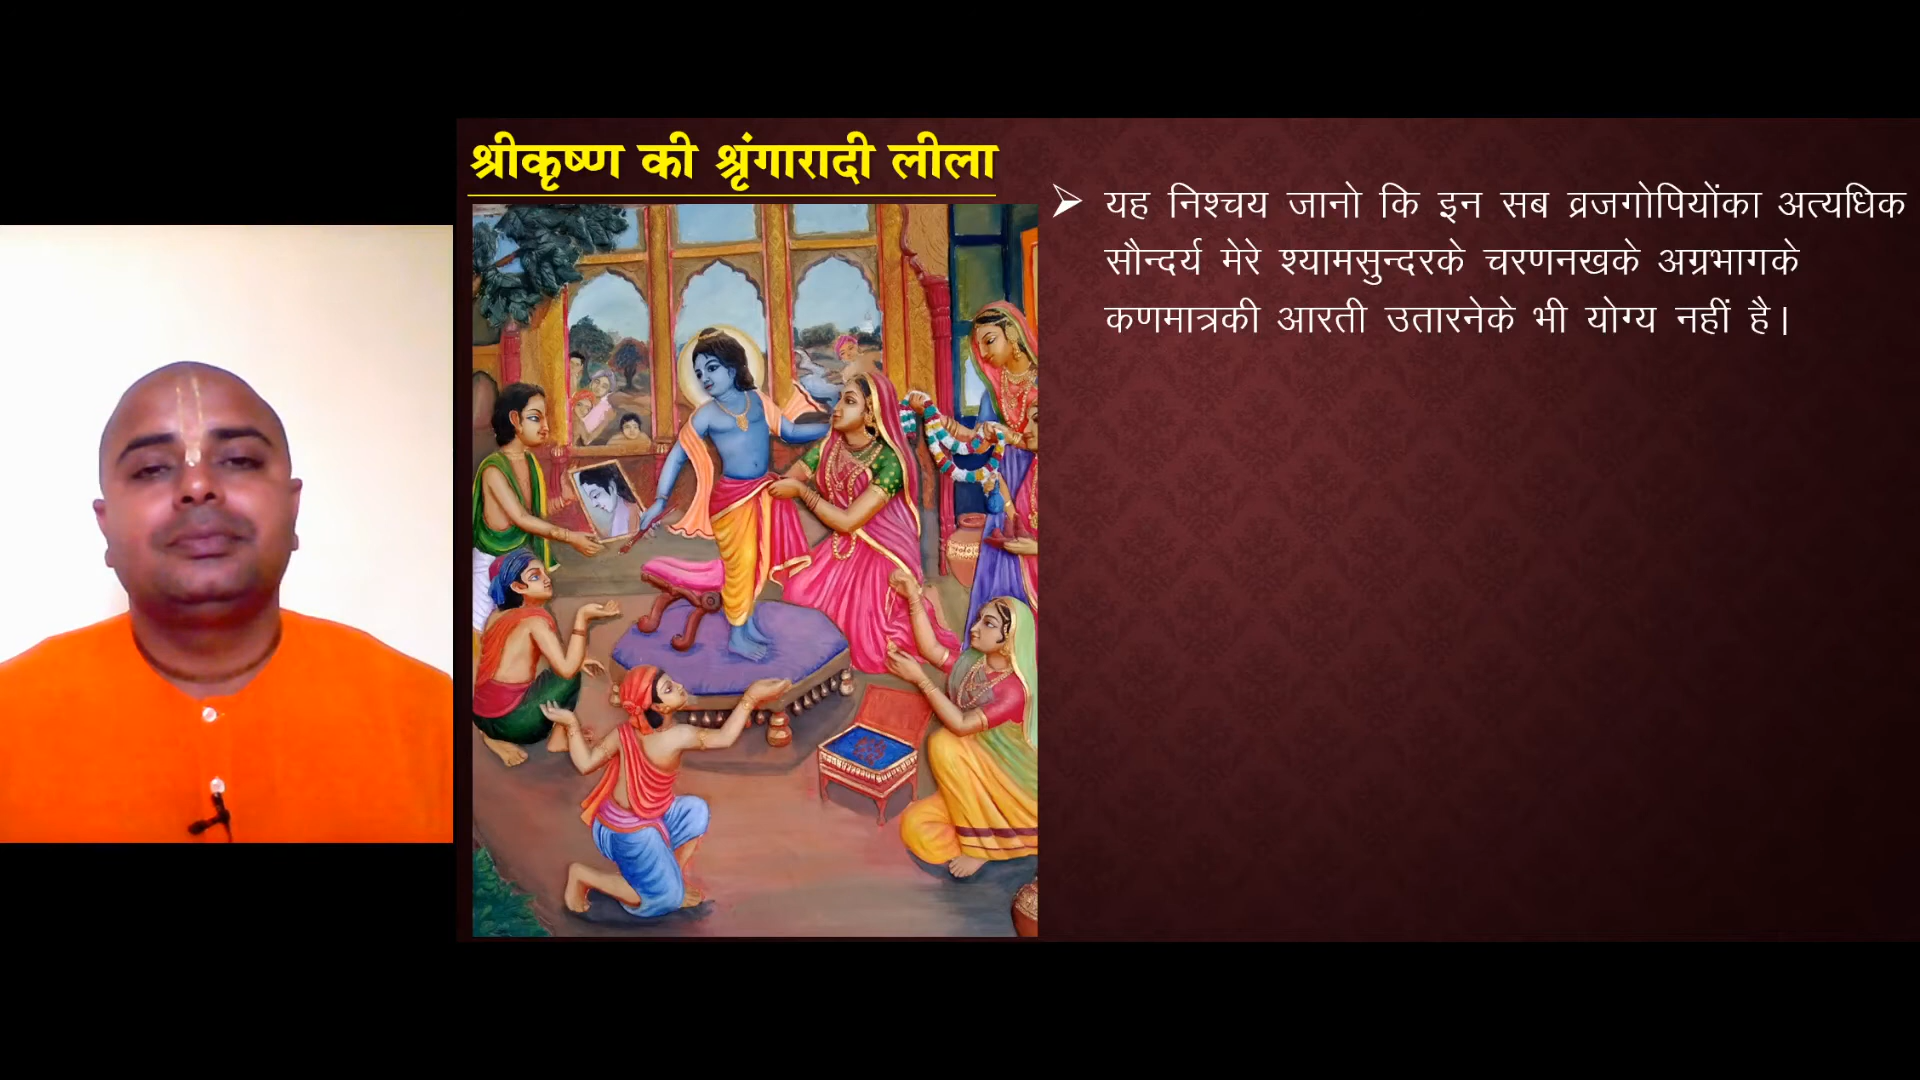 श्रीकृष्ण की श्रृंगारादी लीला
यह निश्चय जानो कि इन सब व्रजगोपियोंका अत्यधिक
सौन्दर्य मेरे श्यामसुन्दरके चरणनखके अग्रभागके
कणमात्रकी आरती उतारनेके भी योग्य नहीं है।